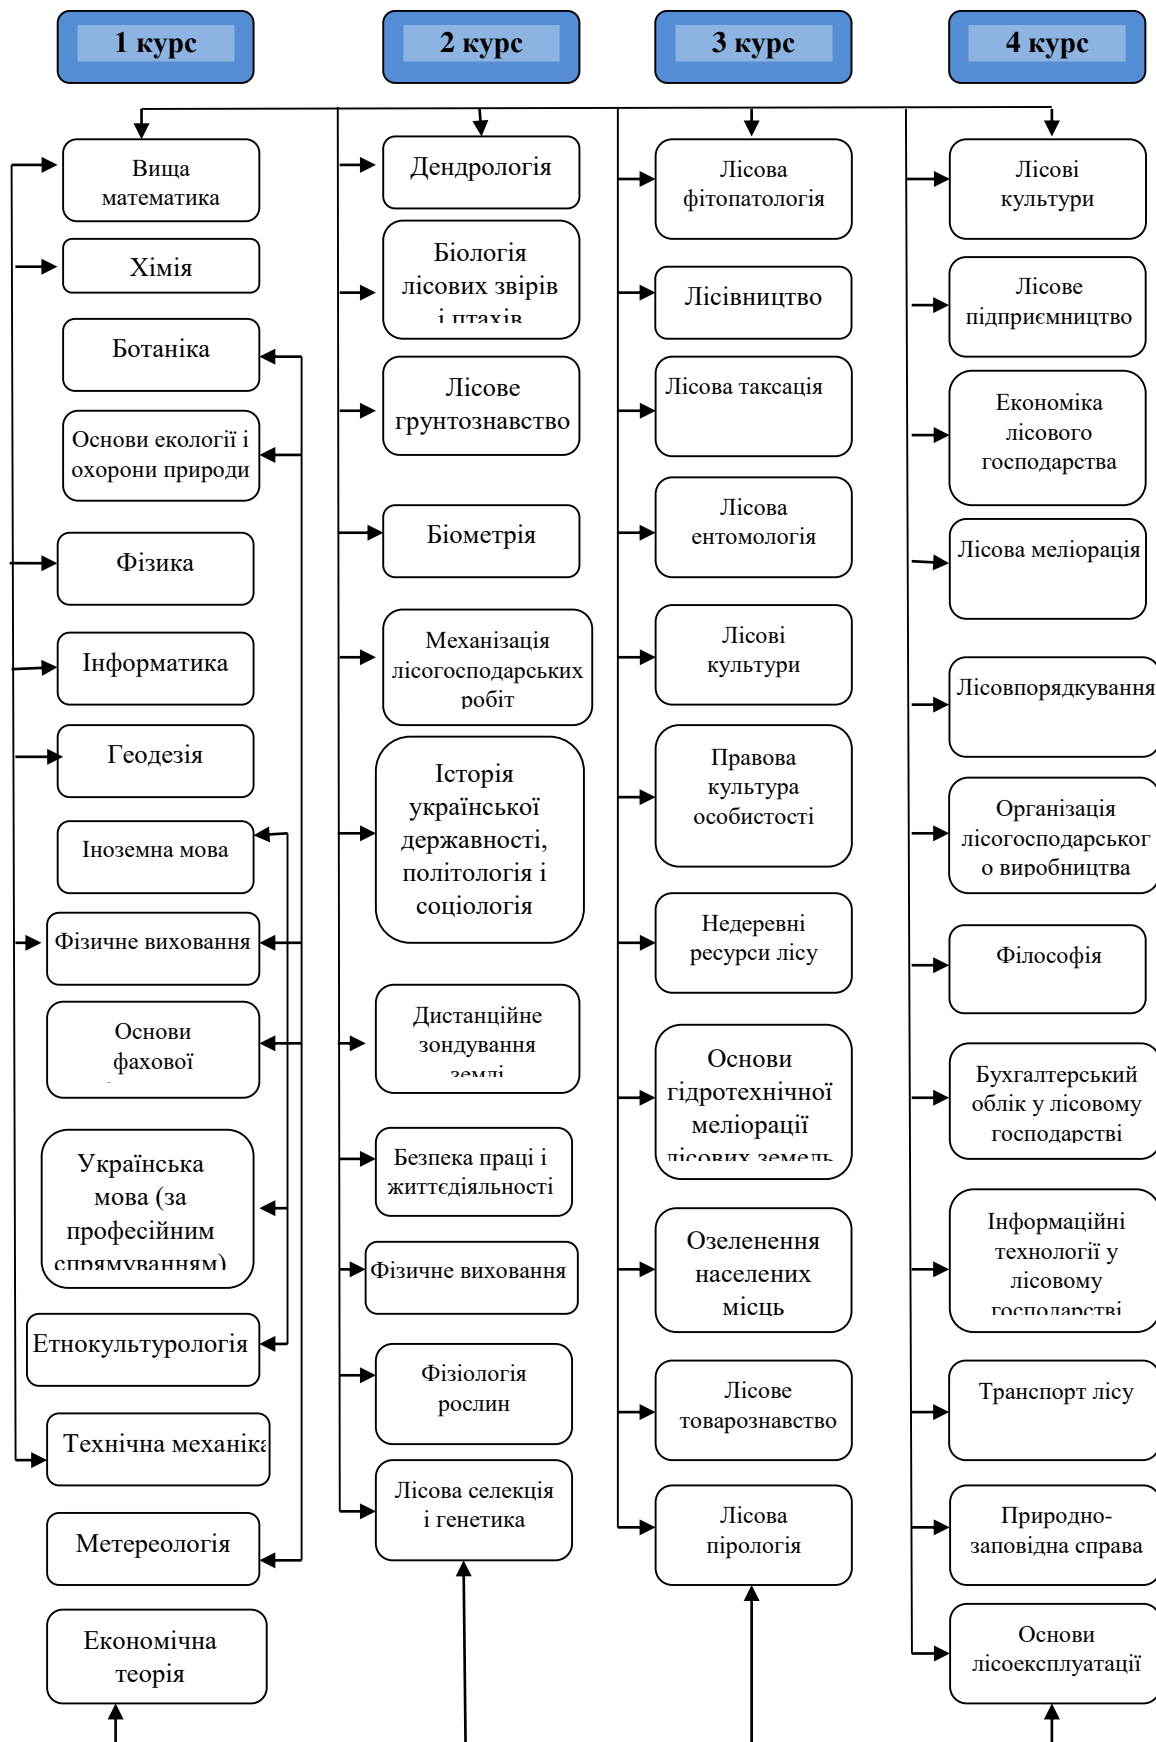 1 курс
2 курс
3 курс
4 курс
Вища
математика
Хімія
Ботаніка
Основи екології і
охорони природи
Фізика
Інформатика
Геодезія
Іноземна мова
Фізичне виховання
Основи
фахової
Українська
мова (за
професійним
спрямуванням)
Етнокультурологія
Технічна механіка
Метереологія
Економічна
теорія
Дендрологія
Біологія
лісових звірів
і птахів
Лісове
грунтознавство
Біометрія
Механізація
лісогосподарських
робіт
Історія
української
державності,
політологія і
соціологія
Дистанційне
зондування
землі
Безпека праці і
життєдіяльності
Фізичне виховання
Фізіологія
рослин
Лісова селекція
і генетика
Лісова
фітопатологія
Лісівництво
Лісова таксація
Лісова
ентомологія
Лісові
культури
Правова
культура
особистості
Недеревні
ресурси лісу
Основи
гідротехнічної
меліорації
лісових земель
Озеленення
населених
місць
Лісове
товарознавство
Лісова
пірологія
Лісові
культури
Лісове
підприємництво
Економіка
лісового
господарства
Лісова меліорація
Лісовпорядкування
Організація
лісогосподарськог
о виробництва
Філософія
Бухгалтерський
облік у лісовому
господарстві
Інформаційні
технології у
лісовому
господарстві
Транспорт лісу
Природно-
заповідна справа
Основи
лісоексплуатації